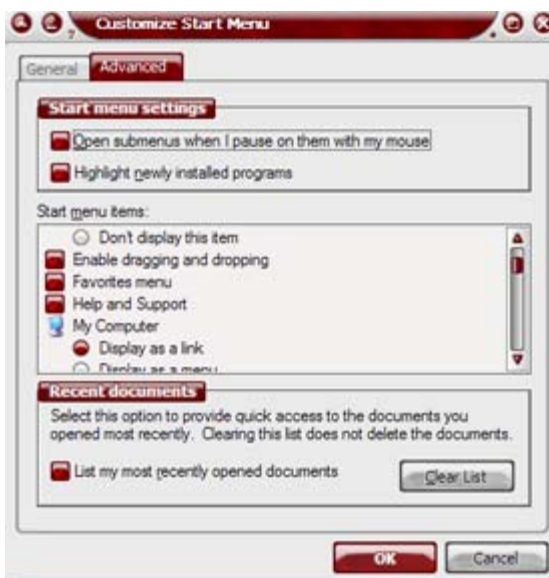 Customize Start Menu
General Advanced
Start menu settings
Open submenus when I pause on them with my mouse
Highlight newly installed programs
Start menu items:
Don't display this item
Enable dragging and dropping
Favorites menu
Help and Support
My Computer
Display as a link
Display as a menu
Recent documents
Select this option to provide quick access to the documents you
opened most recently. Clearing this list does not delete the documents.
List my most recently opened documents
Clear List
OK Cancel